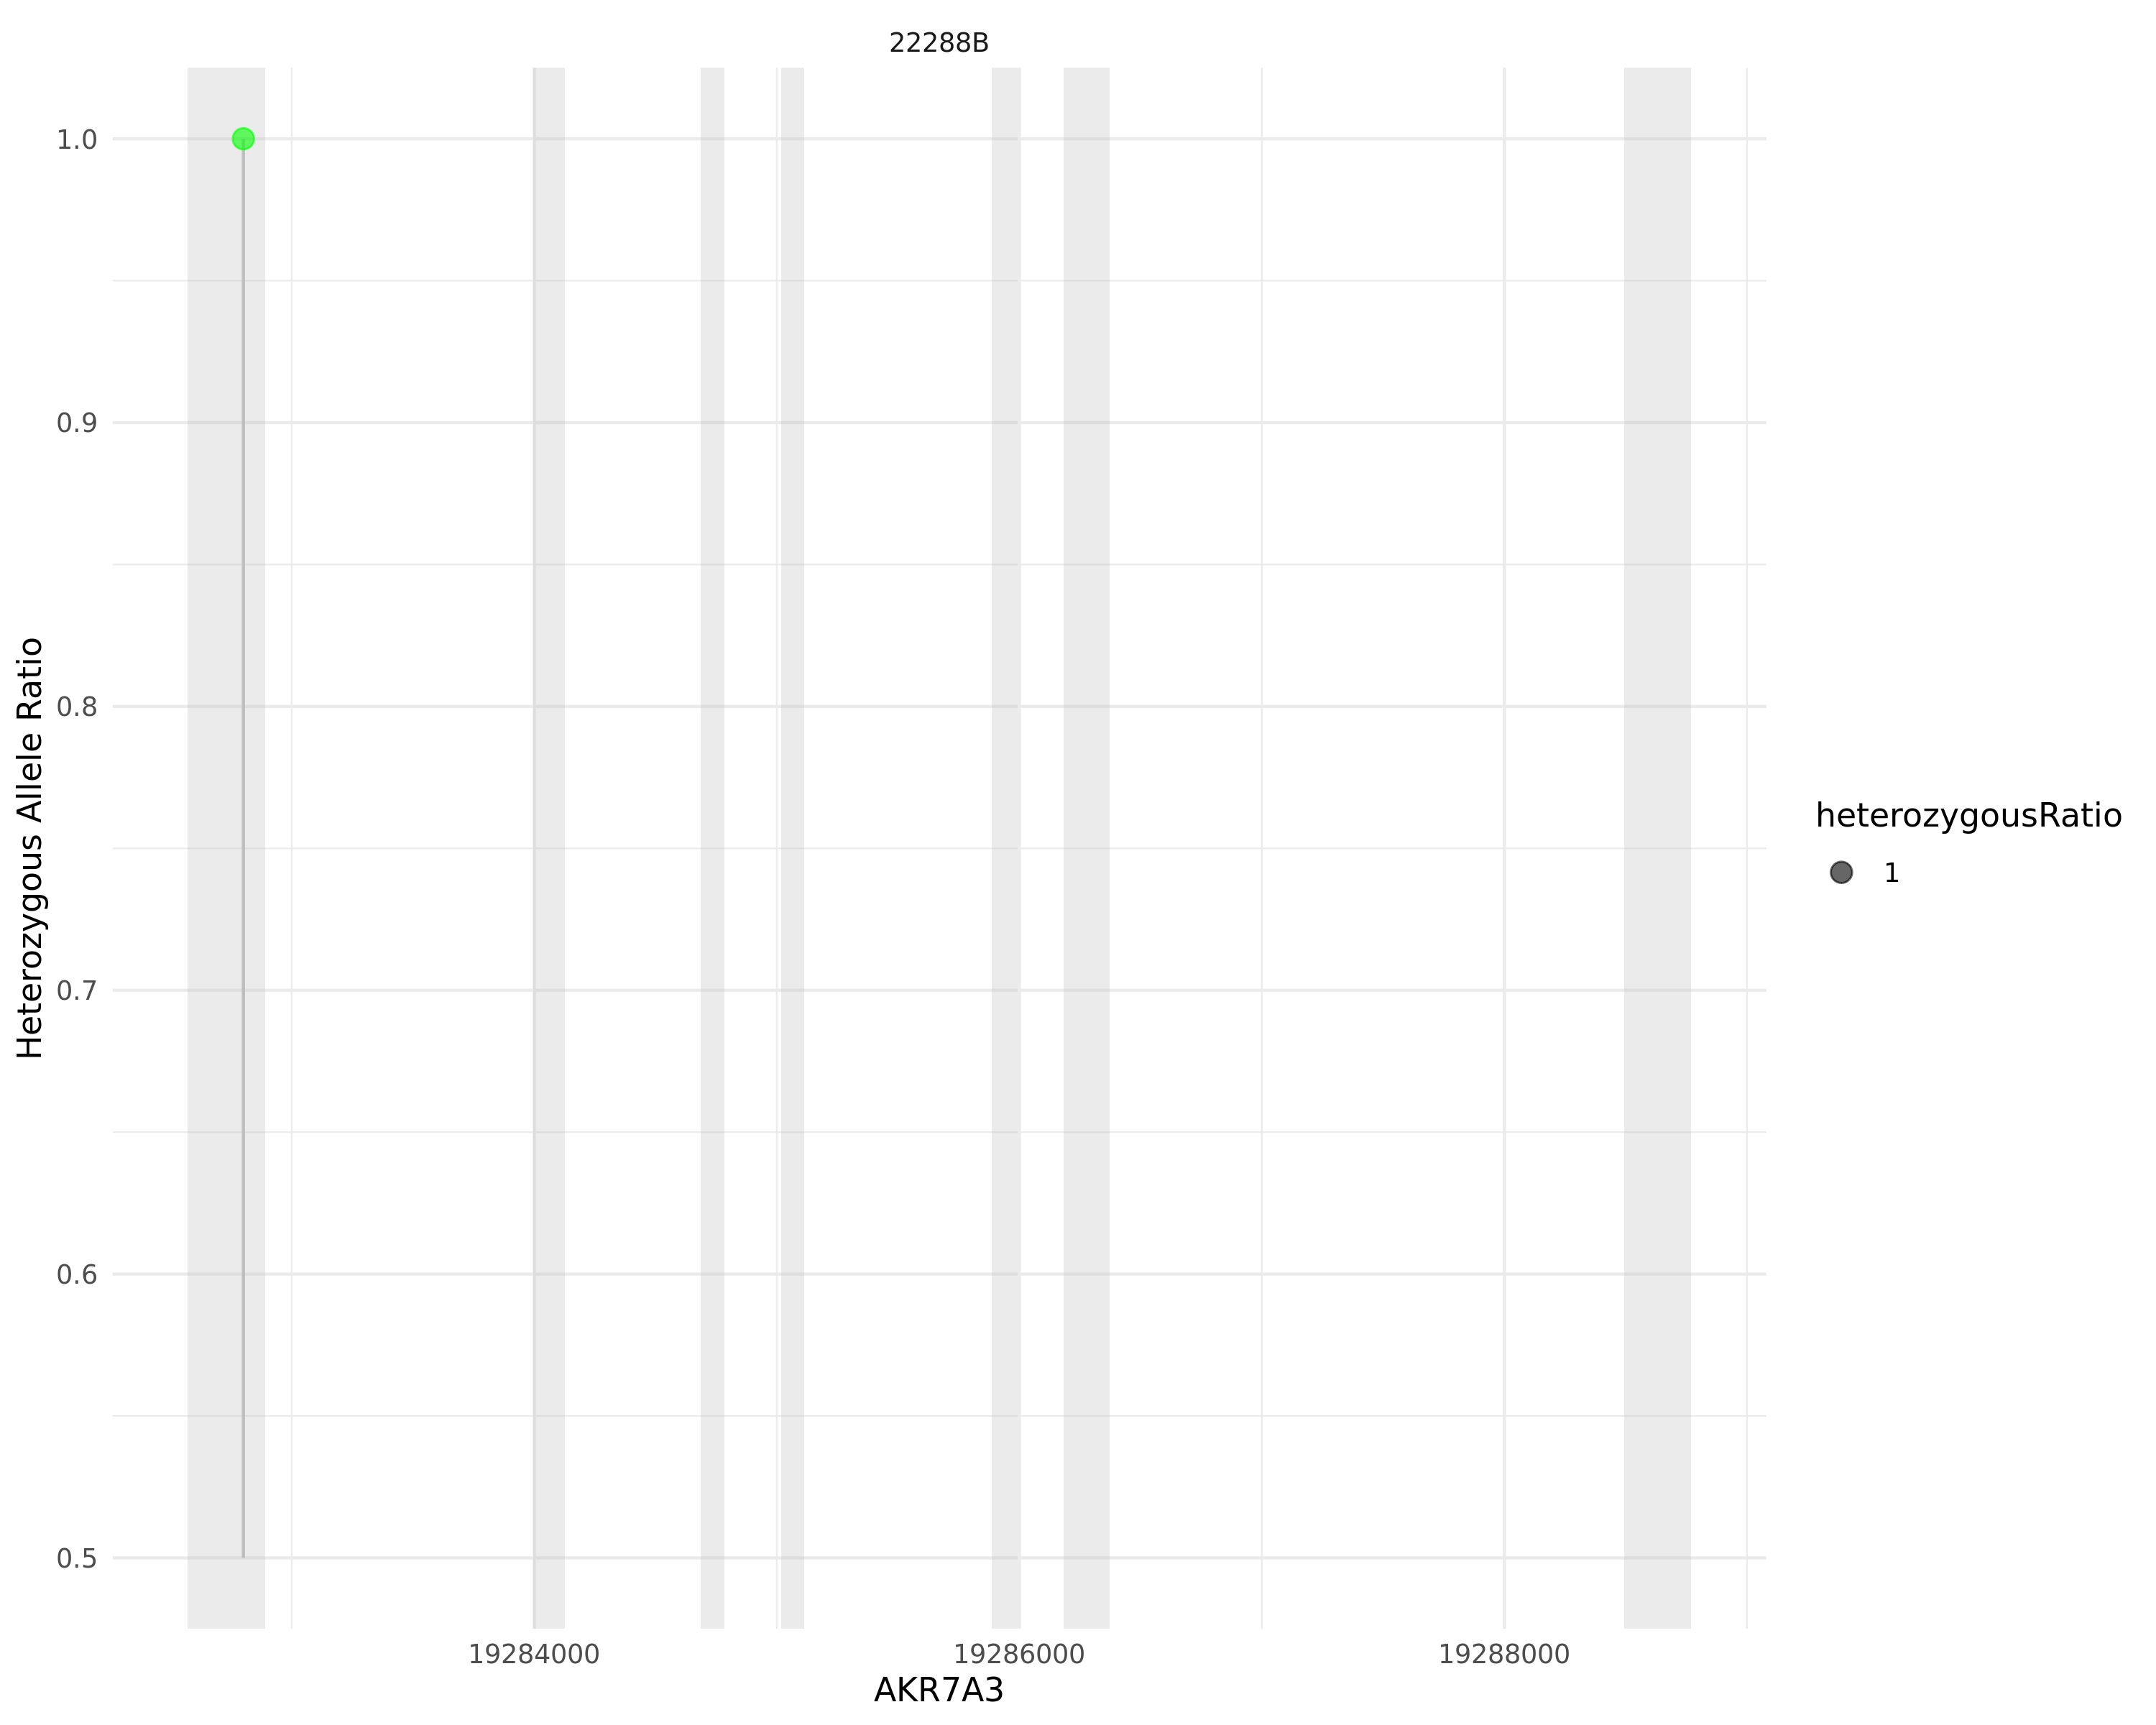 22288B
1.0
0.9
0.8
0.7
0.6
0.5
Heterozygous Allele Ratio
19284000
19286000
19288000
AKR7A3
heterozygousRatio
1